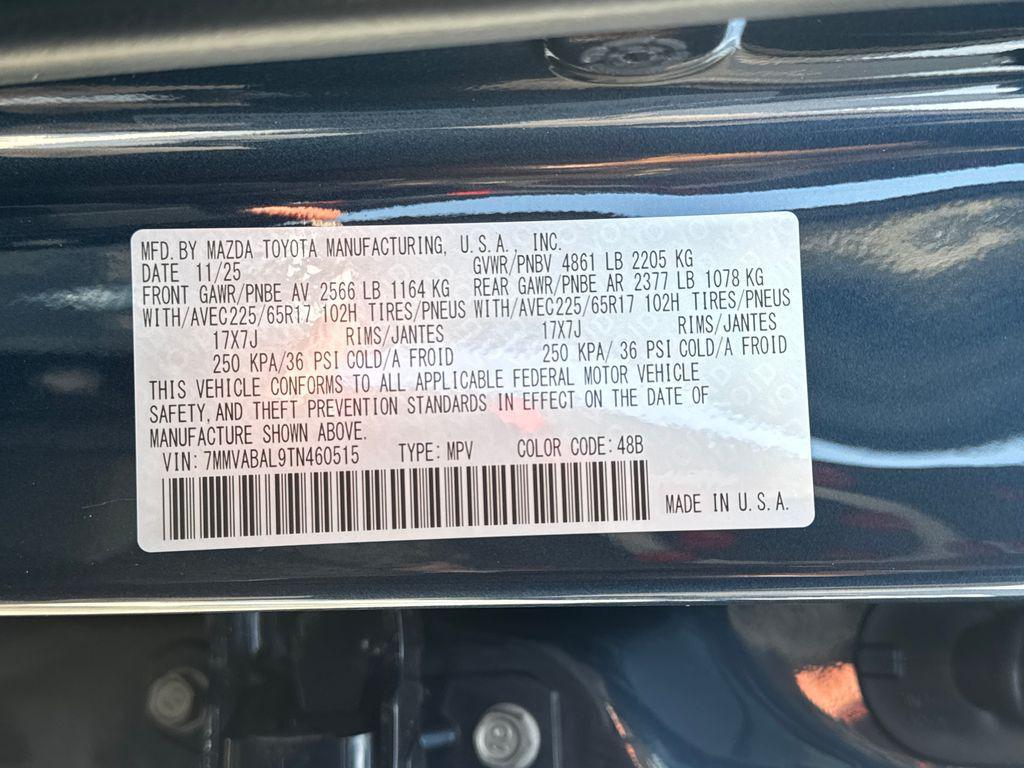 MFD. BY MAZDA TOYOTA MANUFACTURING, U.S.A., INC.
DATE 11/25 GVWR/PNBV 4861 LB 2205 KG
FRONT GAWR/PNBE AV 2566 LB 1164 KG REAR GAWR/PNBE AR 2377 LB 1078 KG
WITH/AVEC225/65R17 102H TIRES/PNEUS WITH/AVEC225/65R17 102H TIRES/PNEUS
17X7J RIMS/JANTES 17X7J RIMS/JANTES
250 KPA/36 PSI COLD/A FROID 250 KPA/ 36 PSI COLD/A FROID
THIS VEHICLE CONFORMS TO ALL APPLICABLE FEDERAL MOTOR VEHICLE
SAFETY, AND THEFT PREVENTION STANDARDS IN EFFECT ON THE DATE OF
MANUFACTURE SHOWN ABOVE.
VIN: 7MMVABAL9TN460515 TYPE: MPV COLOR CODE: 48B
MADE IN U.S.A.